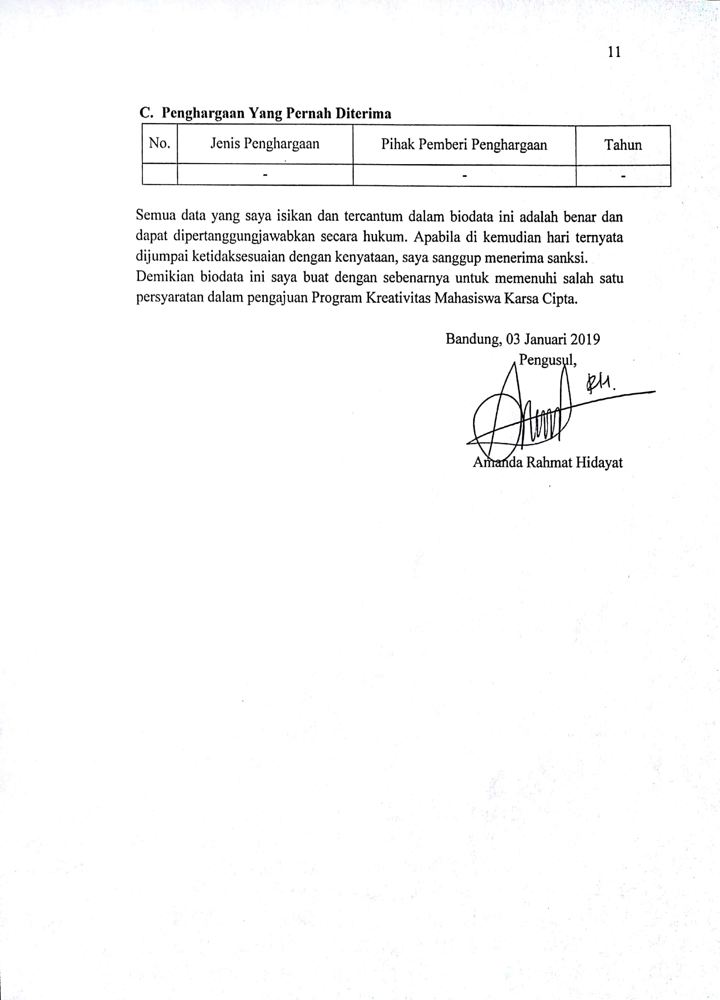 11
C. Penghargaan Yang Pernah Diterima
No. Jenis Penghargaan Pihak Pemberi Penghargaan Tahun
- - -
Semua data yang saya isikan dan tercantum dalam biodata ini adalah benar dan
dapat dipertanggungjawabkan secara hukum. Apabila di kemudian hari ternyata
dijumpai ketidaksesuaian dengan kenyataan, saya sanggup menerima sanksi.
Demikian biodata ini saya buat dengan sebenarnya untuk memenuhi salah satu
persyaratan dalam pengajuan Program Kreativitas Mahasiswa Karsa Cipta.
Bandung, 03 Januari 2019
Pengusul,
Amanda Rahmat Hidayat